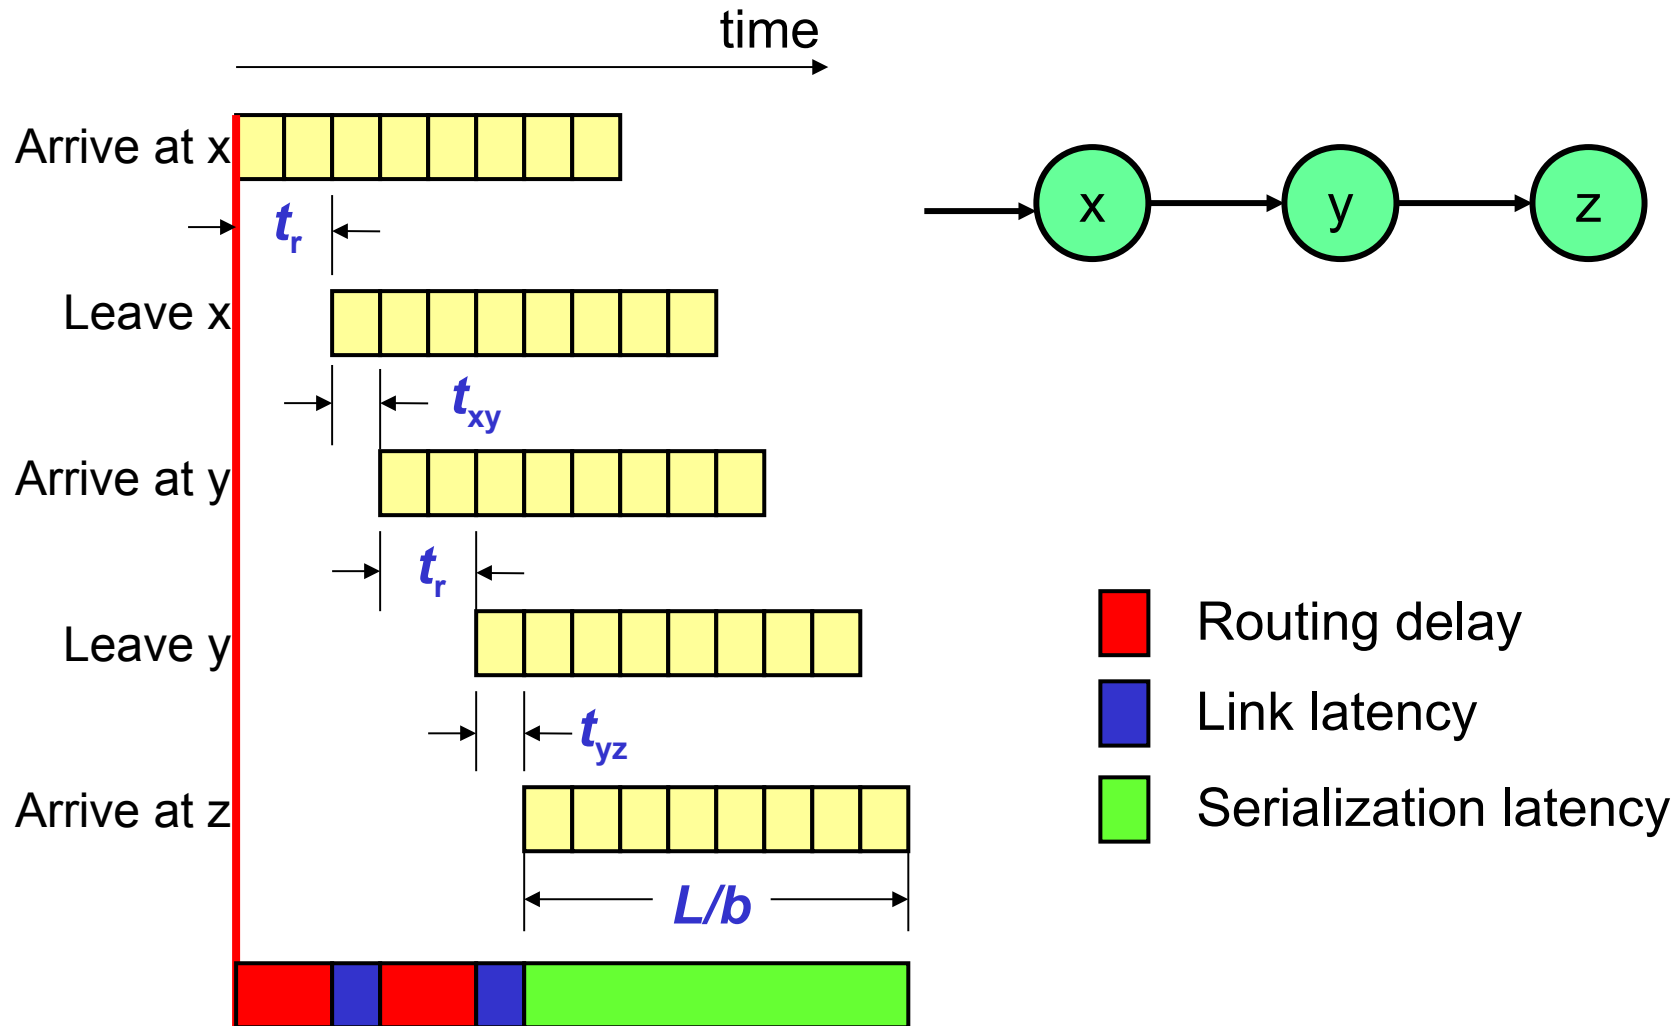 time
Arrive at x
x
y
z
tr
Leave x
txy
Arrive at y
tr
Leave y
Routing delay
Link latency
tyz
Arrive at z
Serialization latency
L/b